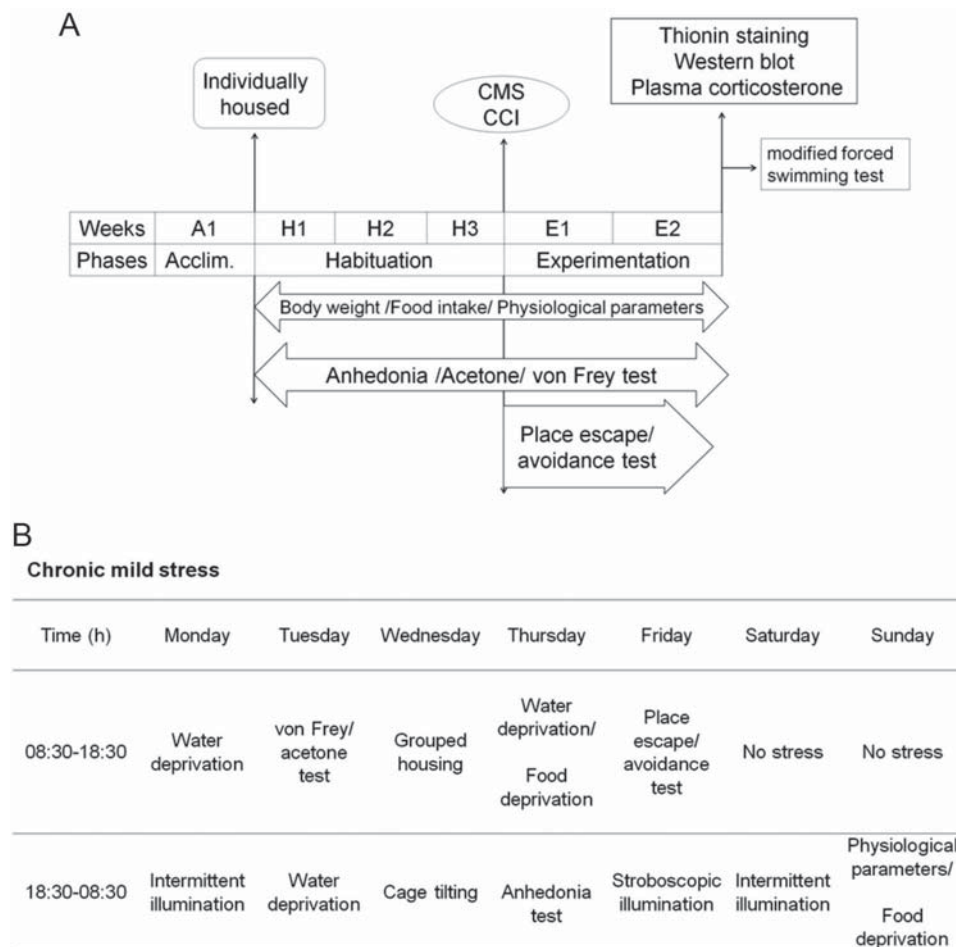 A
Individually
housed
CMS
CCI
Thionin staining
Western blot
Plasma corticosterone
modified forced
swimming test
Weeks A1 H1 H2 H3 E1 E2
Phases Acclim. Habituation Experimentation
Body weight /Food intake/ Physiological parameters
Anhedonia /Acetone/ von Frey test
Place escape/
avoidance test
B
Chronic mild stress
Time (h) Monday Tuesday Wednesday Thursday Friday Saturday Sunday
08:30-18:30
Water
deprivation
von Frey/
acetone
test
Grouped
housing
Water
deprivation/
Food
deprivation
Place
escape/
avoidance
test
No stress
No stress
18:30-08:30
Intermittent
illumination
Water
deprivation
Cage tilting
Anhedonia
test
Stroboscopic
illumination
Intermittent
illumination
Physiological
parameters/
Food
deprivation